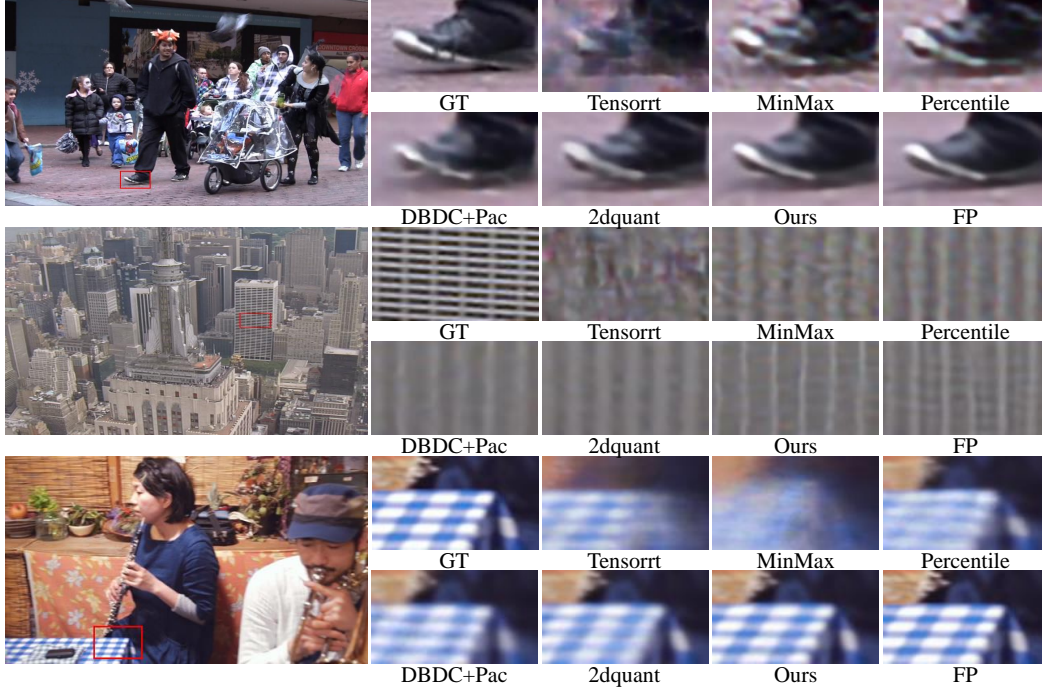 GT Tensorrt MinMax Percentile
DBDC+Pac 2dquant Ours FP
GT Tensorrt MinMax Percentile
DBDC+Pac 2dquant Ours FP
GT Tensorrt MinMax Percentile
DBDC+Pac 2dquant Ours FP